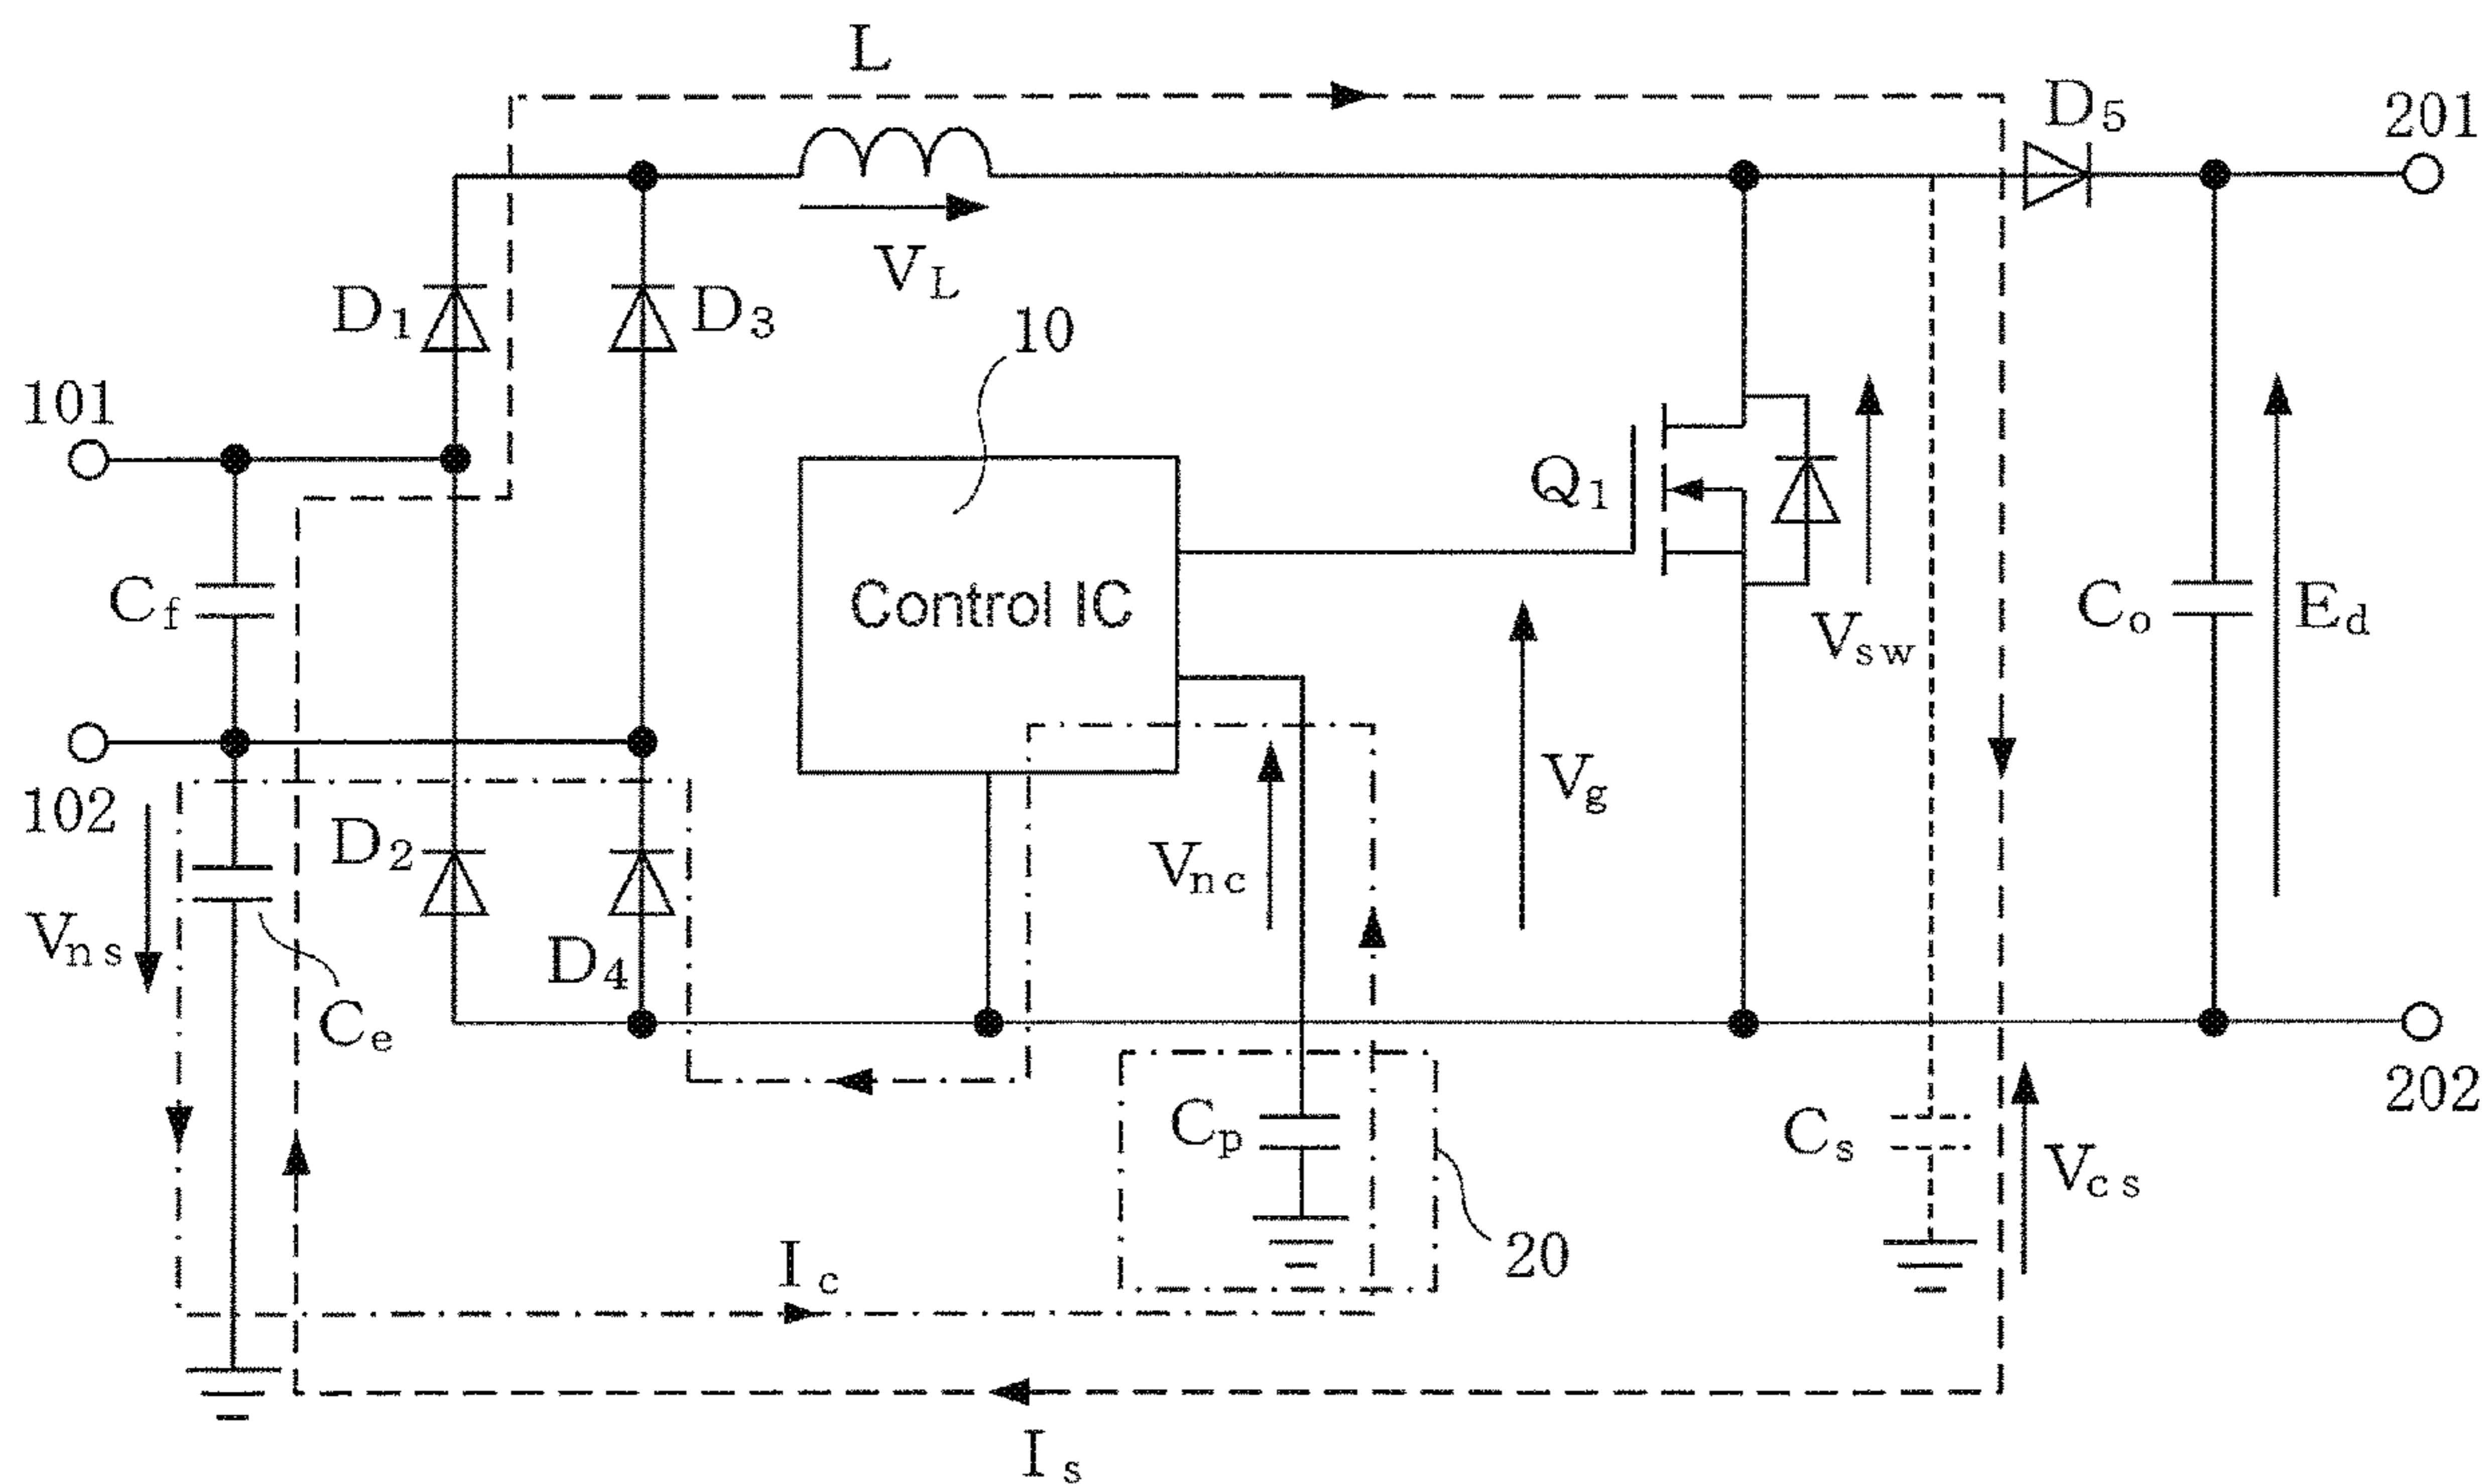 L
D5
201
VL
D1
D3
10
101
Q1
Cf
Control IC
Vsw
Co
Ed
102
Vg
D2
Vnc
Vns
D4
Ce
202
Cp
Cs
Vcs
20
Ic
Is